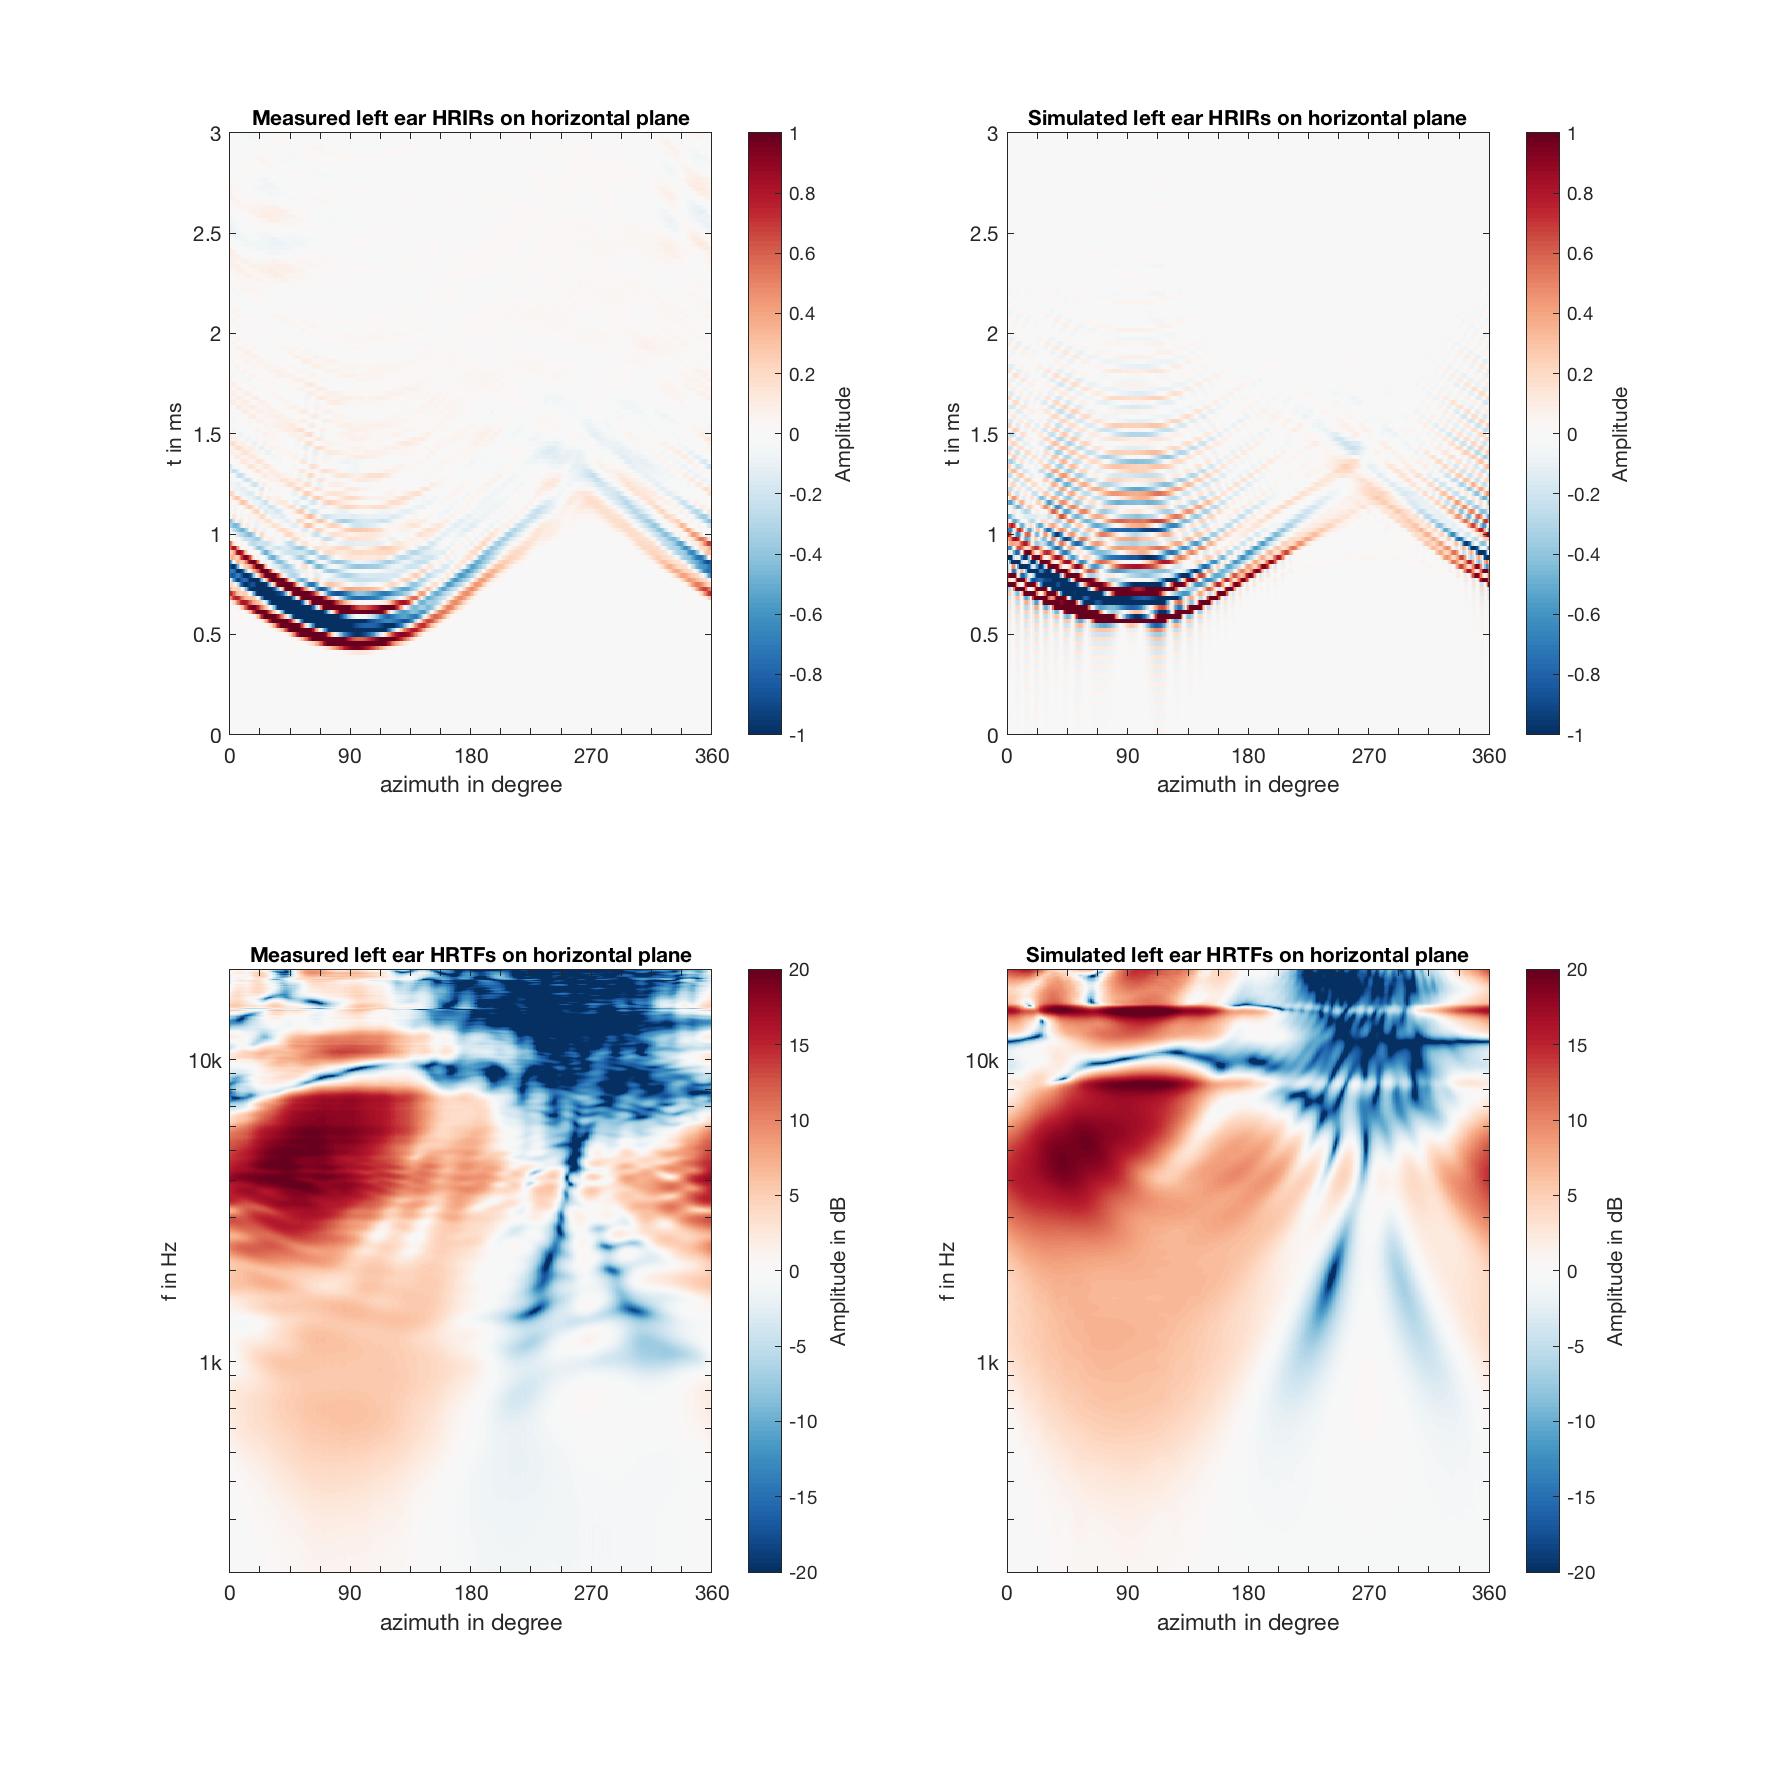 Measured left ear HRIRs on horizontal plane
3
2.5
2
1.5
1
0.5
0
t in ms
0 90 180 270 360
azimuth in degree
1
0.8
0.6
0.4
0.2
0
-0.2
-0.4
-0.6
-0.8
-1
Amplitude
Simulated left ear HRIRs on horizontal plane
3
2.5
2
1.5
1
0.5
0
t in ms
0 90 180 270 360
azimuth in degree
1
0.8
0.6
0.4
0.2
0
-0.2
-0.4
-0.6
-0.8
-1
Amplitude
Measured left ear HRTFs on horizontal plane
10k
1k
f in Hz
0 90 180 270 360
azimuth in degree
20
15
10
5
0
-5
-10
-15
-20
Amplitude in dB
Simulated left ear HRTFs on horizontal plane
10k
1k
f in Hz
0 90 180 270 360
azimuth in degree
20
15
10
5
0
-5
-10
-15
-20
Amplitude in dB